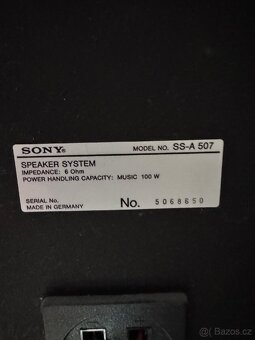 SONY® MODEL NO. SS-A 507
SPEAKER SYSTEM
IMPEDANCE: 6 Ohm
POWER HANDLING CAPACITY: MUSIC 100 W
SERIAL No.
MADE IN GERMANY No. 5068650
sbazar.cz